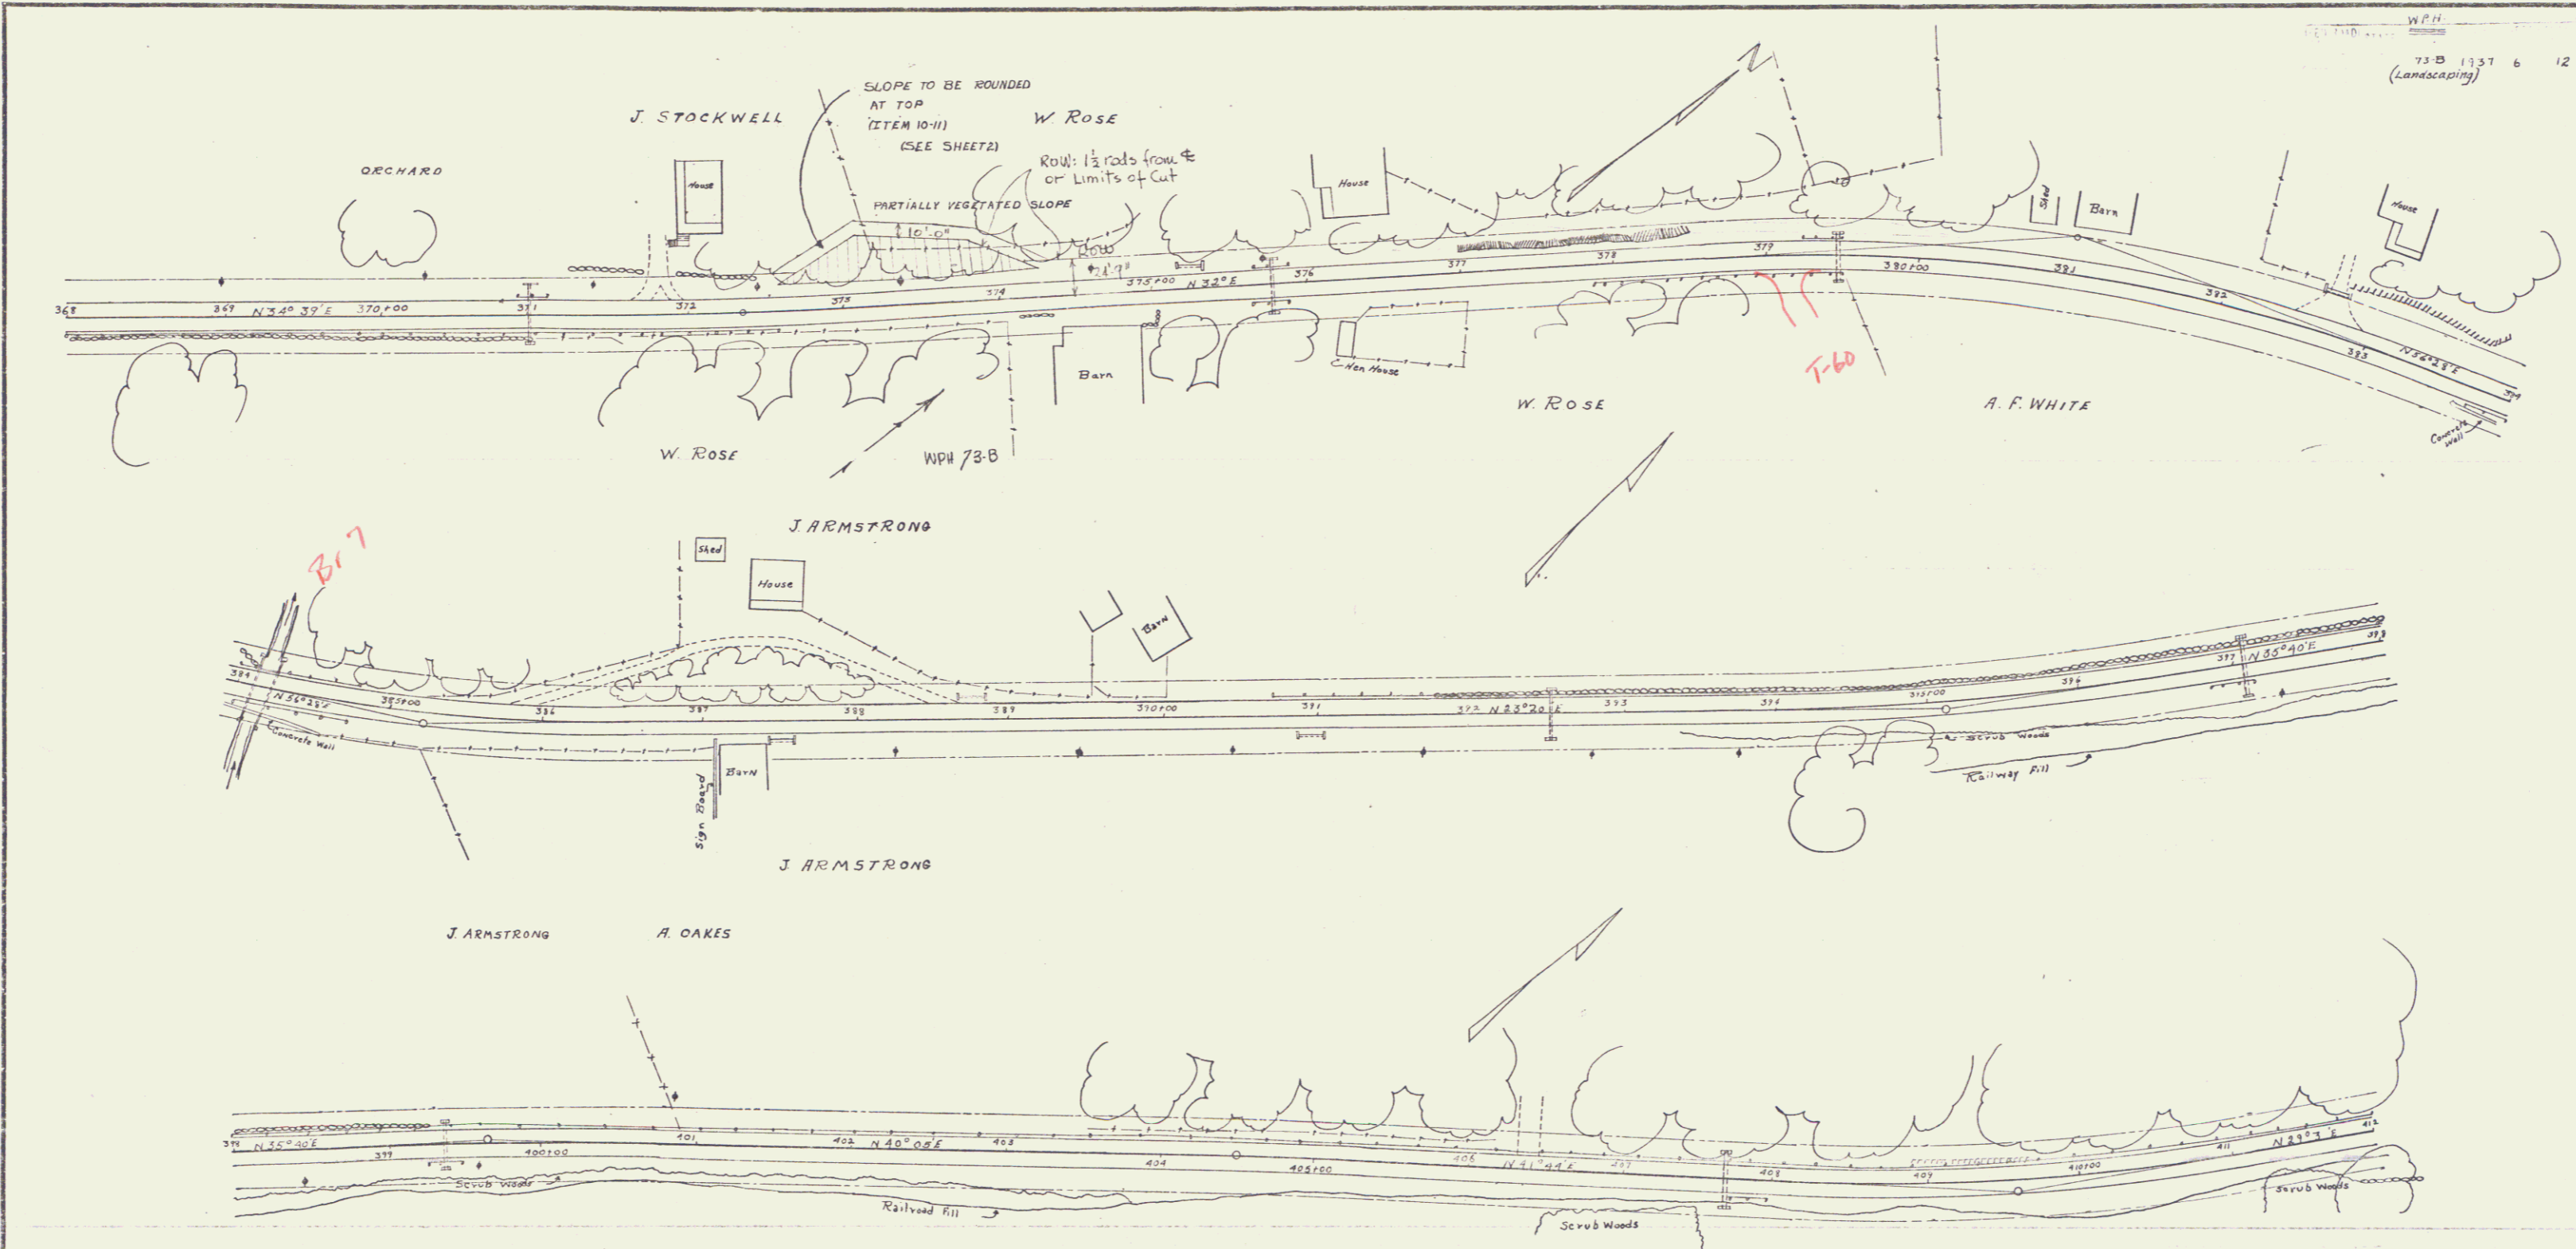 W.P.H.
73-B 1937 6 12
(Landscaping)
SLOPE TO BE ROUNDED
AT TOP
(ITEM 10-11)
(SEE SHEET 2)
J. STOCKWELL
W. ROSE
ROW: 1½ rods from ℄
or Limits of Cut
ORCHARD
House
PARTIALLY VEGETATED SLOPE
10'-0"
ROW
24'9"
House
Shed
Barn
House
368
369
N 34° 39' E
370+00
371
372
373
374
375+00
N 32° E
376
377
378
379
380+00
381
382
383
N 56° 28' E
384
Barn
Hen House
T-60
Concrete
Wall
W. ROSE
WPH 73-B
W. ROSE
A. F. WHITE
J. ARMSTRONG
Br 7
Shed
House
Barn
384
N 56° 28' E
385+00
386
387
388
389
390+00
391
392
N 23° 20' E
393
394
395+00
396
397
N 35° 40' E
398
Concrete Wall
Sign Board
Barn
Scrub Woods
Railway Fill
J. ARMSTRONG
J. ARMSTRONG
A. OAKES
398
N 35° 40' E
399
400+00
401
402
N 40° 05' E
403
404
405+00
406
N 41° 44' E
407
408
409
410+00
411
412
Scrub Woods
Railroad Fill
Scrub Woods
Scrub Woods